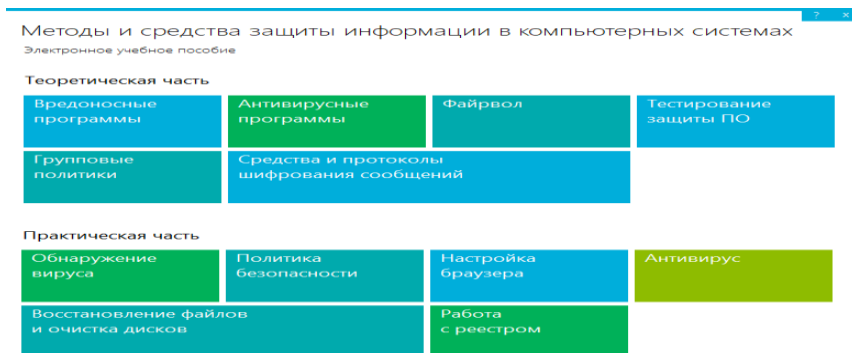 ? ×
Методы и средства защиты информации в компьютерных системах
Электронное учебное пособие
Теоретическая часть
Вредоносные
программы
Антивирусные
программы
Файрвол
Тестирование
защиты ПО
Групповые
политики
Средства и протоколы
шифрования сообщений
Практическая часть
Обнаружение
вируса
Политика
безопасности
Настройка
браузера
Антивирус
Восстановление файлов
и очистка дисков
Работа
с реестром